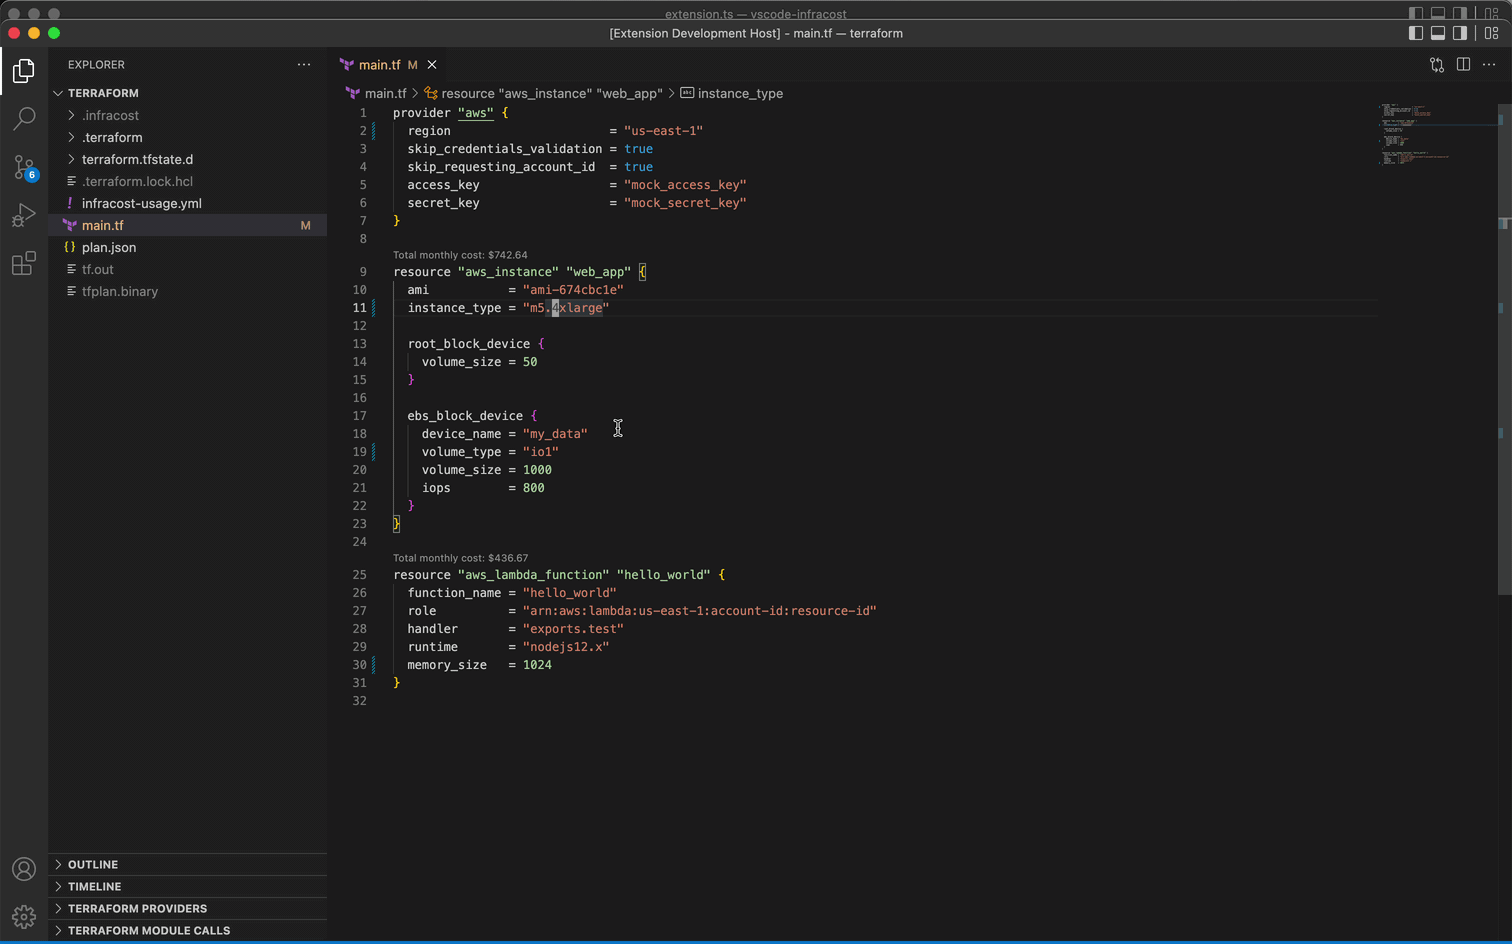 extension.ts — vscode-infracost
[Extension Development Host] - main.tf — terraform
EXPLORER
TERRAFORM
.infracost
.terraform
terraform.tfstate.d
.terraform.lock.hcl
infracost-usage.yml
main.tf M
plan.json
tf.out
tfplan.binary
6
OUTLINE
TIMELINE
TERRAFORM PROVIDERS
TERRAFORM MODULE CALLS
main.tf M
main.tf > resource "aws_instance" "web_app" > abc instance_type
1 provider "aws" {
2 region = "us-east-1"
3 skip_credentials_validation = true
4 skip_requesting_account_id = true
5 access_key = "mock_access_key"
6 secret_key = "mock_secret_key"
7 }
8
Total monthly cost: $742.64
9 resource "aws_instance" "web_app" {
10 ami = "ami-674cbc1e"
11 instance_type = "m5.4xlarge"
12
13 root_block_device {
14 volume_size = 50
15 }
16
17 ebs_block_device {
18 device_name = "my_data"
19 volume_type = "io1"
20 volume_size = 1000
21 iops = 800
22 }
23 }
24
Total monthly cost: $436.67
25 resource "aws_lambda_function" "hello_world" {
26 function_name = "hello_world"
27 role = "arn:aws:lambda:us-east-1:account-id:resource-id"
28 handler = "exports.test"
29 runtime = "nodejs12.x"
30 memory_size = 1024
31 }
32